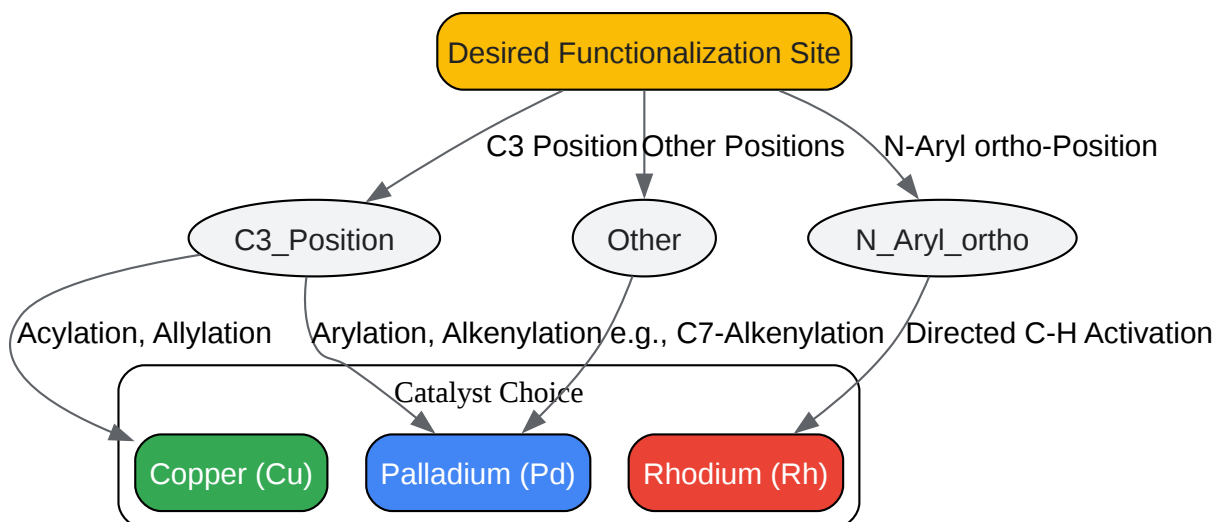 Desired Functionalization Site
C3 Position
Other Positions
N-Aryl ortho-Position
C3_Position
Other
N_Aryl_ortho
Acylation, Allylation
Arylation, Alkenylation
e.g., C7-Alkenylation
Directed C-H Activation
Catalyst Choice
Copper (Cu)
Palladium (Pd)
Rhodium (Rh)